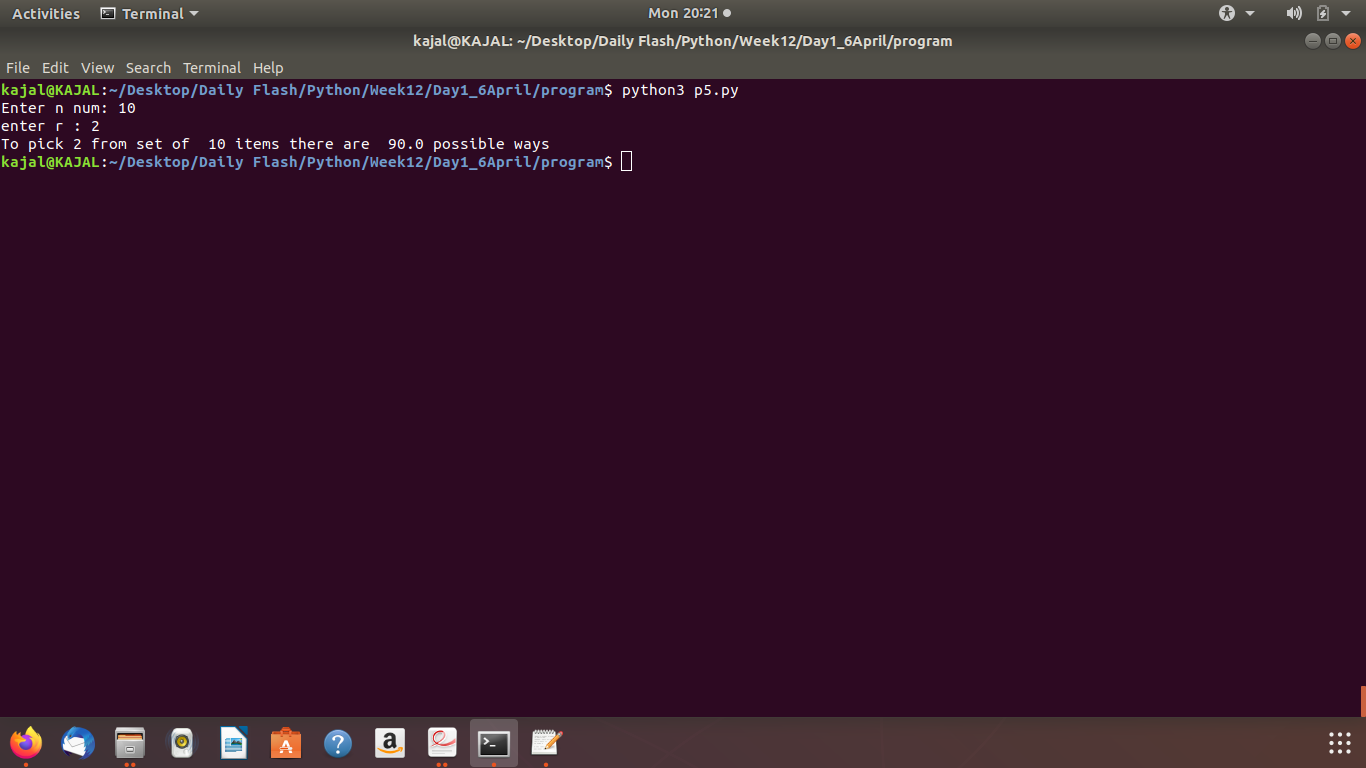 Activities Terminal Mon 20:21
kajal@KAJAL: ~/Desktop/Daily Flash/Python/Week12/Day1_6April/program
File Edit View Search Terminal Help
kajal@KAJAL:~/Desktop/Daily Flash/Python/Week12/Day1_6April/program$ python3 p5.py
Enter n num: 10
enter r : 2
To pick 2 from set of  10 items there are  90.0 possible ways
kajal@KAJAL:~/Desktop/Daily Flash/Python/Week12/Day1_6April/program$